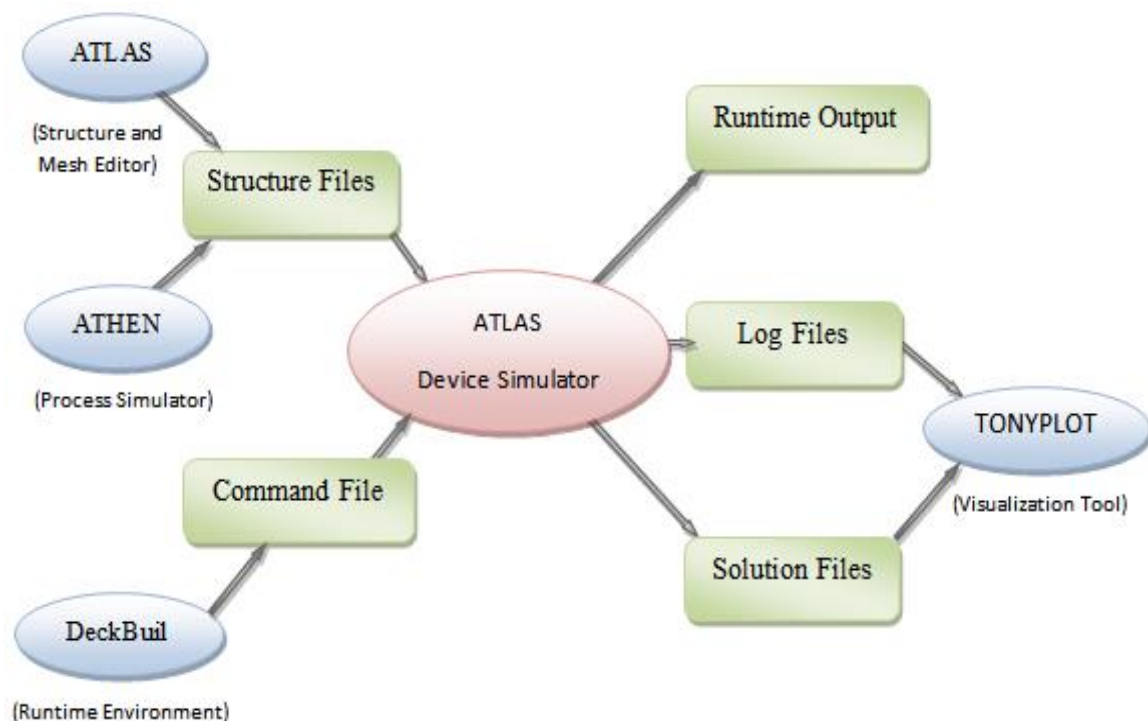 ATLAS
(Structure and
Mesh Editor)
Structure Files
ATHEN
(Process Simulator)
Command File
DeckBuil
(Runtime Environment)
ATLAS
Device Simulator
Runtime Output
Log Files
Solution Files
TONYPLOT
(Visualization Tool)